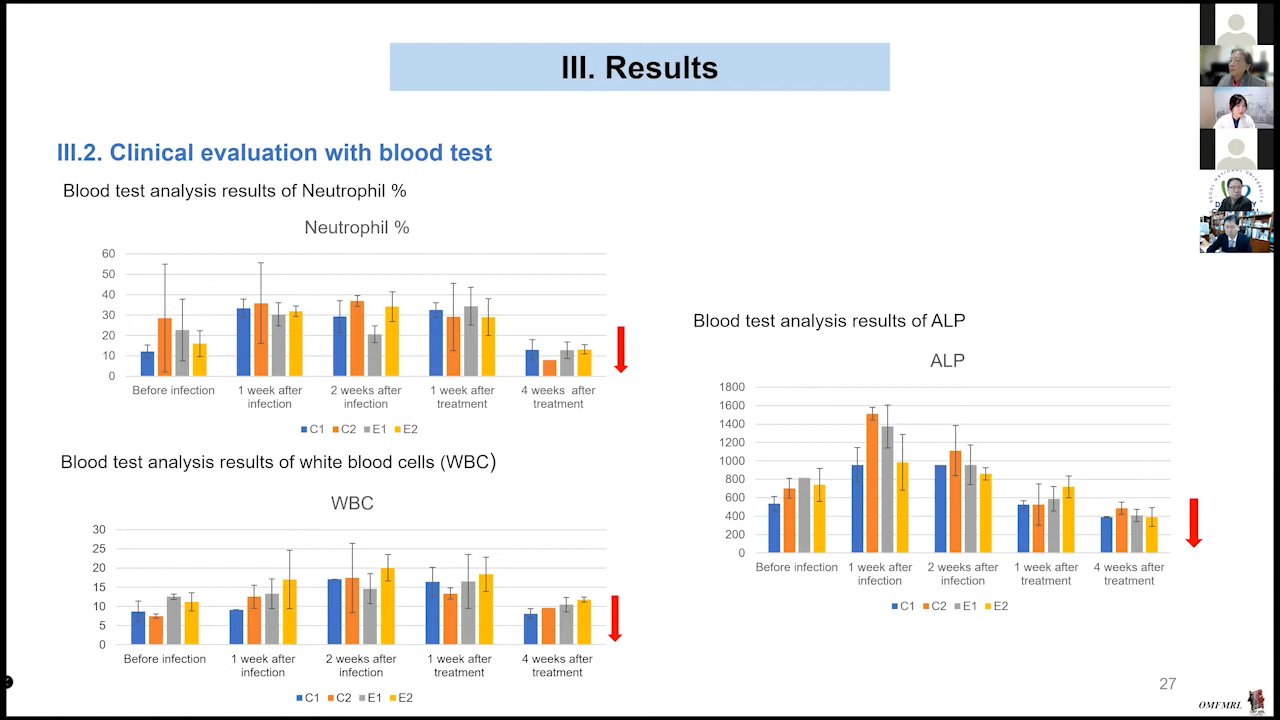 III. Results
III.2. Clinical evaluation with blood test
Blood test analysis results of Neutrophil %
Neutrophil %
60
50
40
30
20
10
0
Before infection
1 week after infection
2 weeks after infection
1 week after treatment
4 weeks after treatment
C1 C2 E1 E2
Blood test analysis results of white blood cells (WBC)
WBC
30
25
20
15
10
5
0
Before infection
1 week after infection
2 weeks after infection
1 week after treatment
4 weeks after treatment
C1 C2 E1 E2
Blood test analysis results of ALP
ALP
1800
1600
1400
1200
1000
800
600
400
200
0
Before infection
1 week after infection
2 weeks after infection
1 week after treatment
4 weeks after treatment
C1 C2 E1 E2
27
OMFMRL